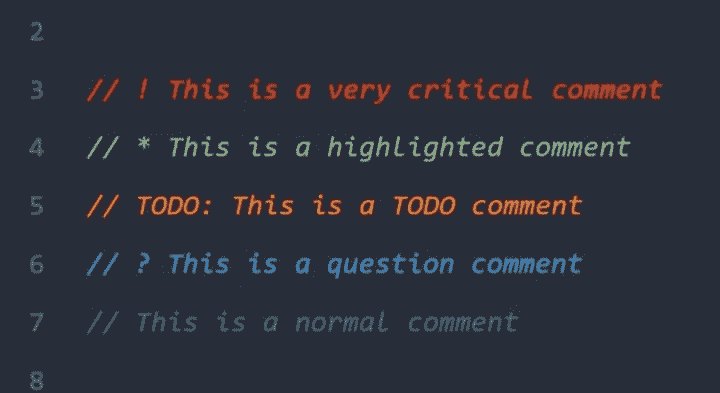 2
3 // ! This is a very critical comment
4 // * This is a highlighted comment
5 // TODO: This is a TODO comment
6 // ? This is a question comment
7 // This is a normal comment
8